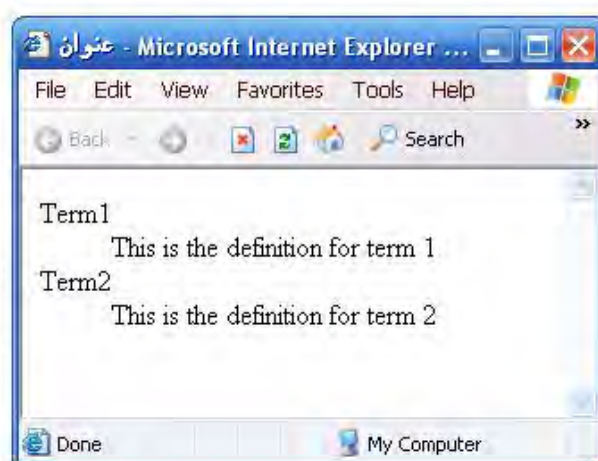 عنوان - Microsoft Internet Explorer ...
File Edit View Favorites Tools Help
Back Search »
Term1
This is the definition for term 1
Term2
This is the definition for term 2
Done My Computer